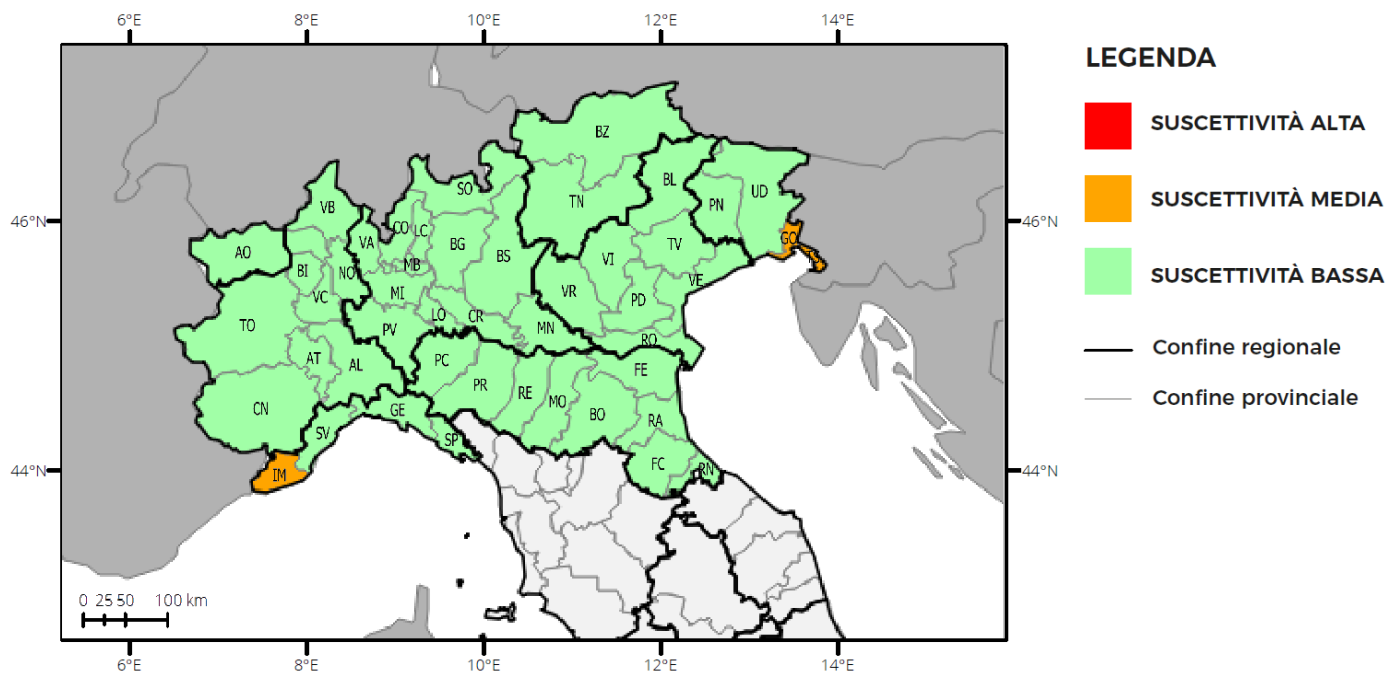 6°E 8°E 10°E 12°E 14°E
LEGENDA
BZ
SUSCETTIVITÀ ALTA
SO BL UD
VB TN PN SUSCETTIVITÀ MEDIA
46°N 46°N
CO LC
AO VA BG TV GO
BS VI
MB
BI NO SUSCETTIVITÀ BASSA
VC MI VR PD VE
LO CR
TO PV MN RO
Confine regionale
AT AL PC FE
PR RE MO
Confine provinciale
CN GE BO RA
SV SP
44°N IM FC RN 44°N
0 25 50 100 km
6°E 8°E 10°E 12°E 14°E